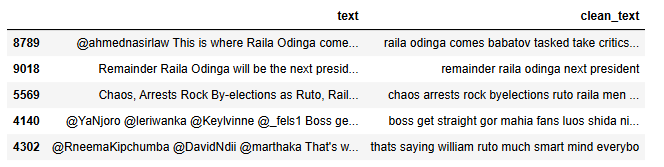 text clean_text
8789 @ahmednasirlaw This is where Raila Odinga come... raila odinga comes babatov tasked take critics...
9018 Remainder Raila Odinga will be the next presid... remainder raila odinga next president
5569 Chaos, Arrests Rock By-elections as Ruto, Rail... chaos arrests rock byelections ruto raila men ...
4140 @YaNjoro @leriwanka @Keylvinne @_fels1 Boss ge... boss get straight gor mahia fans luos shida ni...
4302 @RneemaKipchumba @DavidNdii @marthaka That's w... thats saying william ruto much smart mind everybo